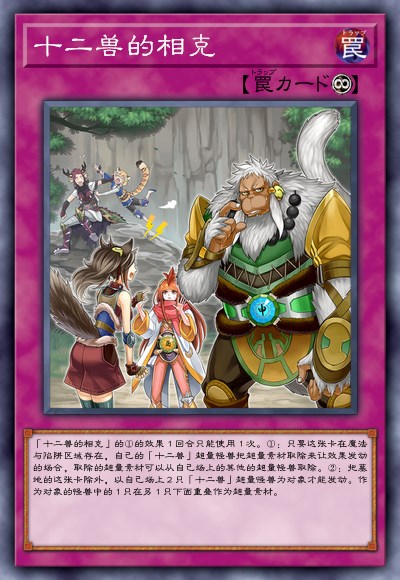 十二兽的相克
トラップ
罠
トラップ
【罠カード】
「十二兽的相克」的①的效果1回合只能使用1次。①：只要这张卡在魔法
与陷阱区域存在，自己的「十二兽」超量怪兽把超量素材取除来让效果发动
的场合，取除的超量素材可以从自己场上的其他的超量怪兽取除。②：把墓
地的这张卡除外，以自己场上2只「十二兽」超量怪兽为对象才能发动。作
为对象的怪兽中的1只在另1只下面重叠作为超量素材。